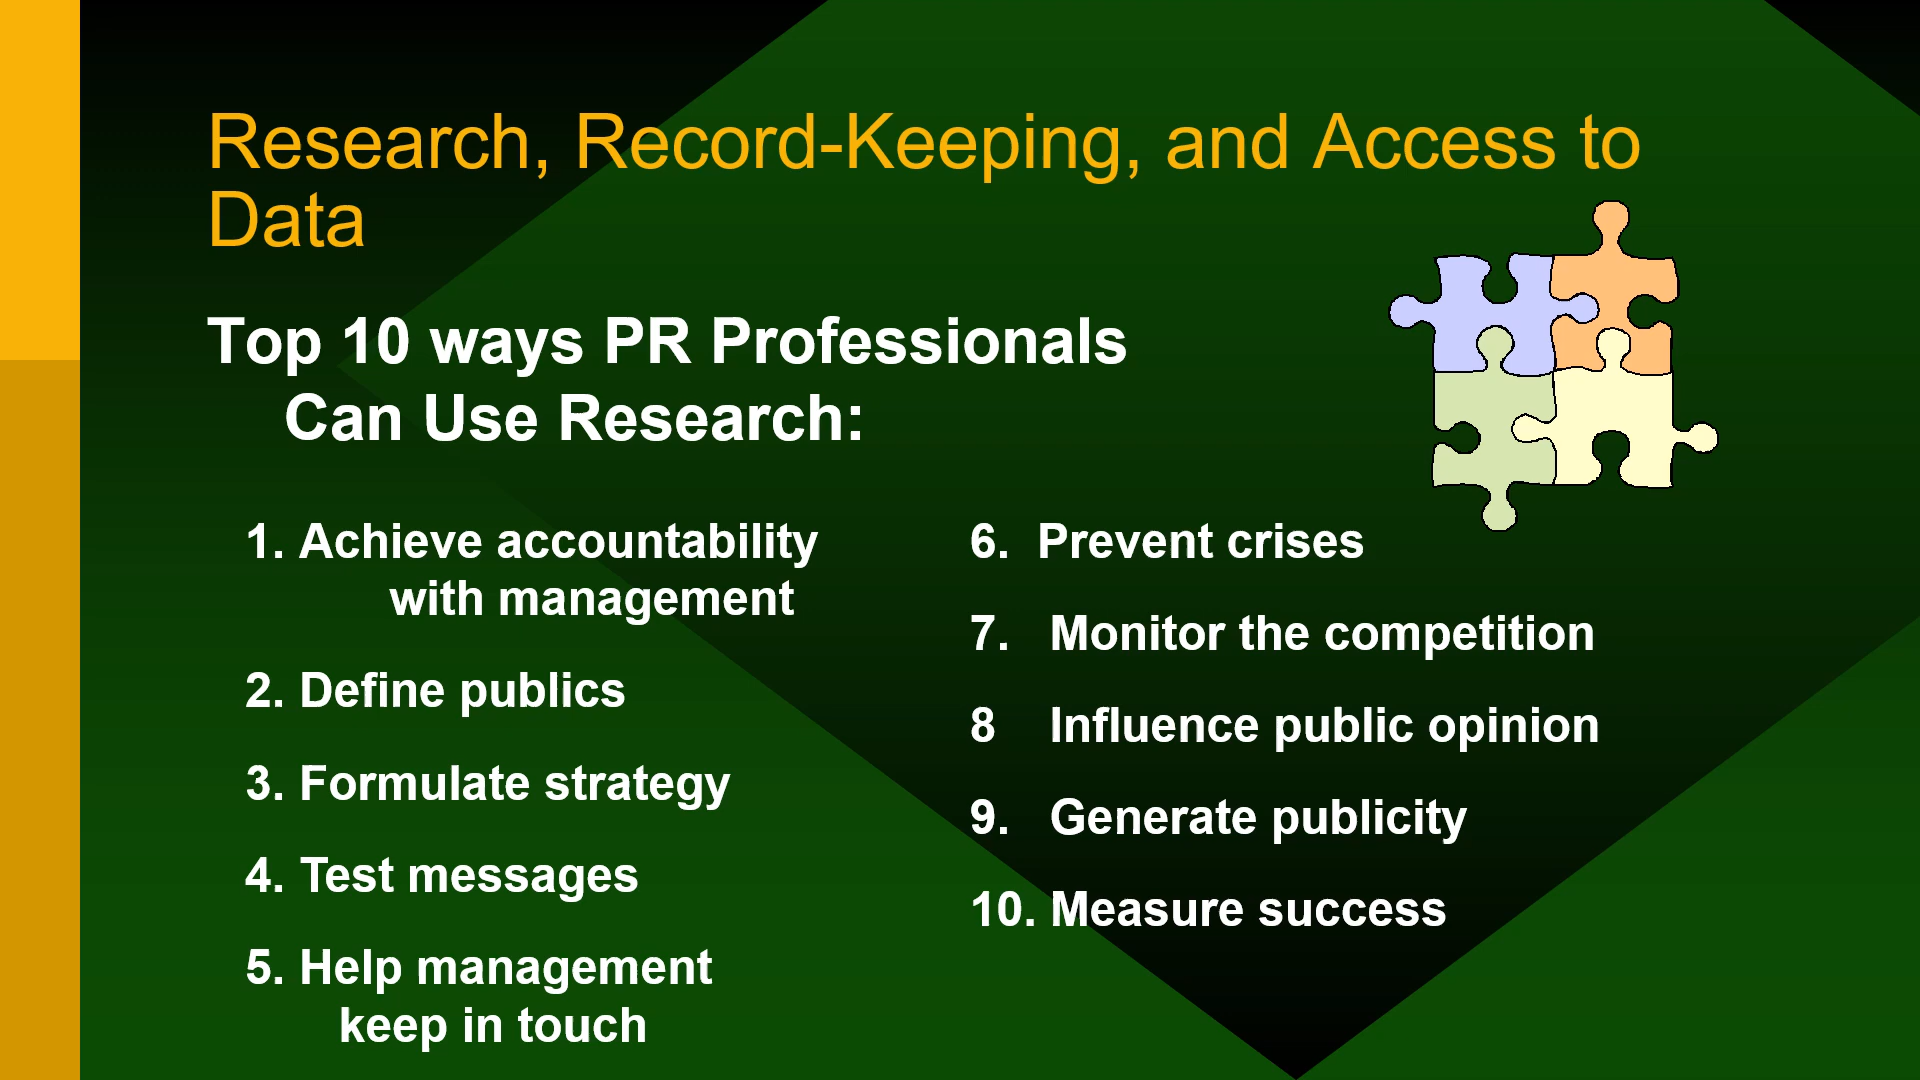 Research, Record-Keeping, and Access to
Data
Top 10 ways PR Professionals
Can Use Research:
1. Achieve accountability
with management
2. Define publics
3. Formulate strategy
4. Test messages
5. Help management
keep in touch
6. Prevent crises
7. Monitor the competition
8 Influence public opinion
9. Generate publicity
10. Measure success